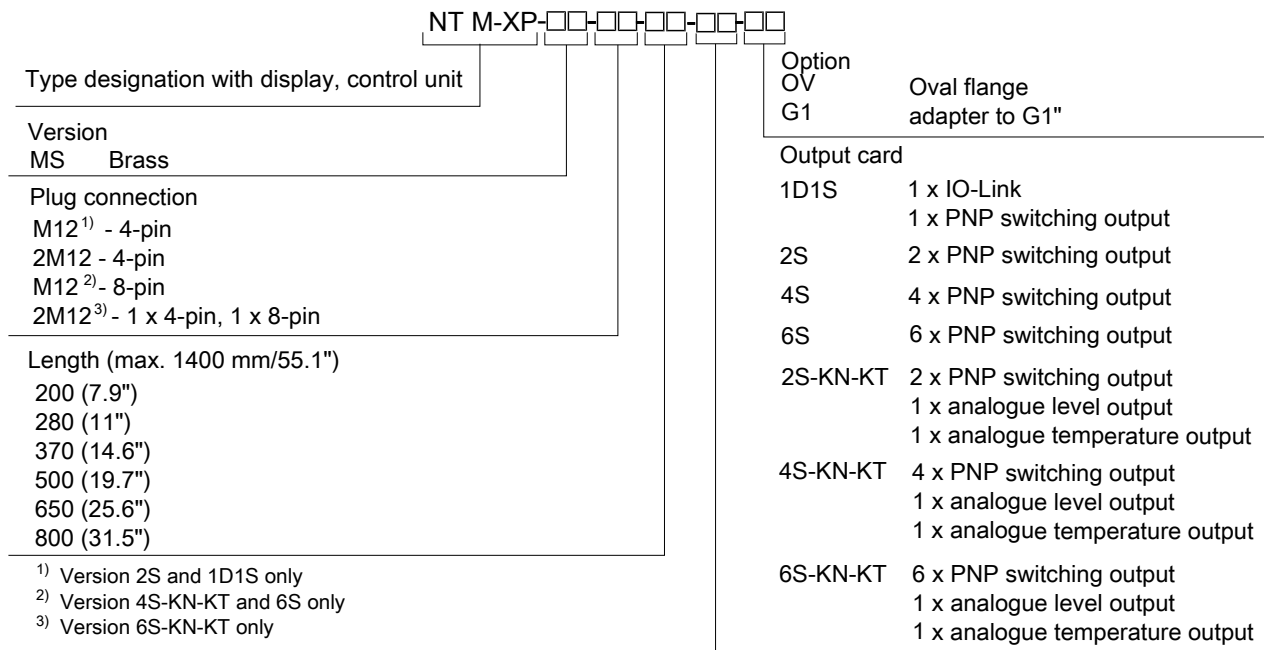 NT M-XP-□□-□□-□□-□□-□□
Type designation with display, control unit
Version
MS Brass
Plug connection
M12 1) - 4-pin
2M12 - 4-pin
M12 2) - 8-pin
2M12 3) - 1 x 4-pin, 1 x 8-pin
Length (max. 1400 mm/55.1")
200 (7.9")
280 (11")
370 (14.6")
500 (19.7")
650 (25.6")
800 (31.5")
1) Version 2S and 1D1S only
2) Version 4S-KN-KT and 6S only
3) Version 6S-KN-KT only
Option
OV Oval flange
G1 adapter to G1"
Output card
1D1S 1 x IO-Link
1 x PNP switching output
2S 2 x PNP switching output
4S 4 x PNP switching output
6S 6 x PNP switching output
2S-KN-KT 2 x PNP switching output
1 x analogue level output
1 x analogue temperature output
4S-KN-KT 4 x PNP switching output
1 x analogue level output
1 x analogue temperature output
6S-KN-KT 6 x PNP switching output
1 x analogue level output
1 x analogue temperature output